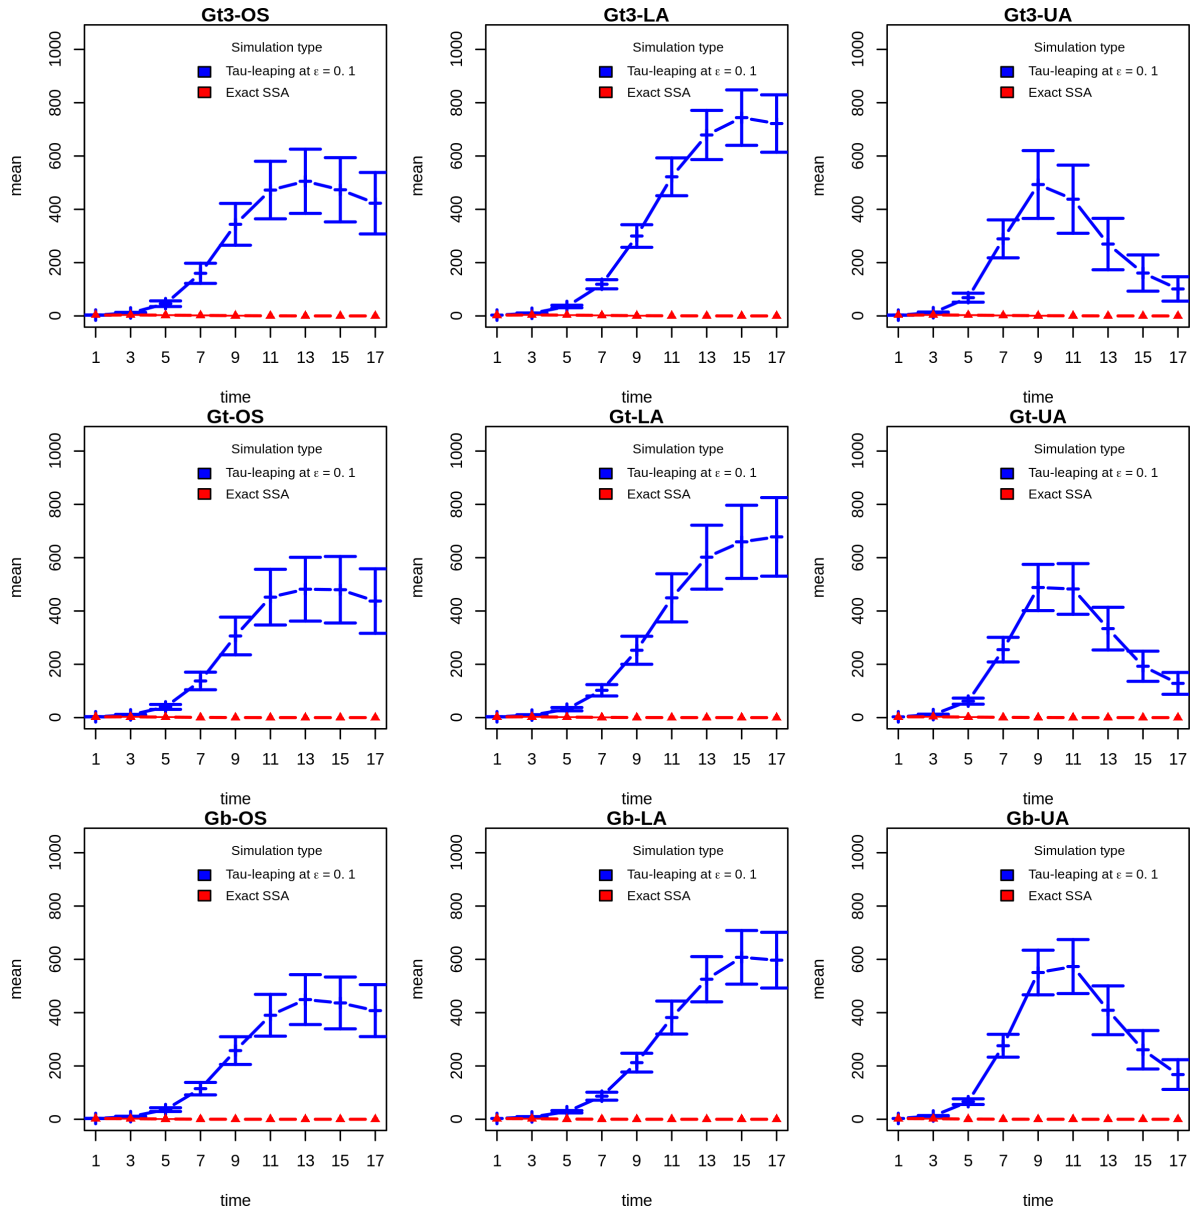 Gt3-OS
Simulation type
Tau-leaping at ε = 0. 1
Exact SSA
mean
0 200 400 600 800 1000
1 3 5 7 9 11 13 15 17
time
Gt3-LA
Simulation type
Tau-leaping at ε = 0. 1
Exact SSA
mean
0 200 400 600 800 1000
1 3 5 7 9 11 13 15 17
time
Gt3-UA
Simulation type
Tau-leaping at ε = 0. 1
Exact SSA
mean
0 200 400 600 800 1000
1 3 5 7 9 11 13 15 17
time
Gt-OS
Simulation type
Tau-leaping at ε = 0. 1
Exact SSA
mean
0 200 400 600 800 1000
1 3 5 7 9 11 13 15 17
time
Gt-LA
Simulation type
Tau-leaping at ε = 0. 1
Exact SSA
mean
0 200 400 600 800 1000
1 3 5 7 9 11 13 15 17
time
Gt-UA
Simulation type
Tau-leaping at ε = 0. 1
Exact SSA
mean
0 200 400 600 800 1000
1 3 5 7 9 11 13 15 17
time
Gb-OS
Simulation type
Tau-leaping at ε = 0. 1
Exact SSA
mean
0 200 400 600 800 1000
1 3 5 7 9 11 13 15 17
time
Gb-LA
Simulation type
Tau-leaping at ε = 0. 1
Exact SSA
mean
0 200 400 600 800 1000
1 3 5 7 9 11 13 15 17
time
Gb-UA
Simulation type
Tau-leaping at ε = 0. 1
Exact SSA
mean
0 200 400 600 800 1000
1 3 5 7 9 11 13 15 17
time